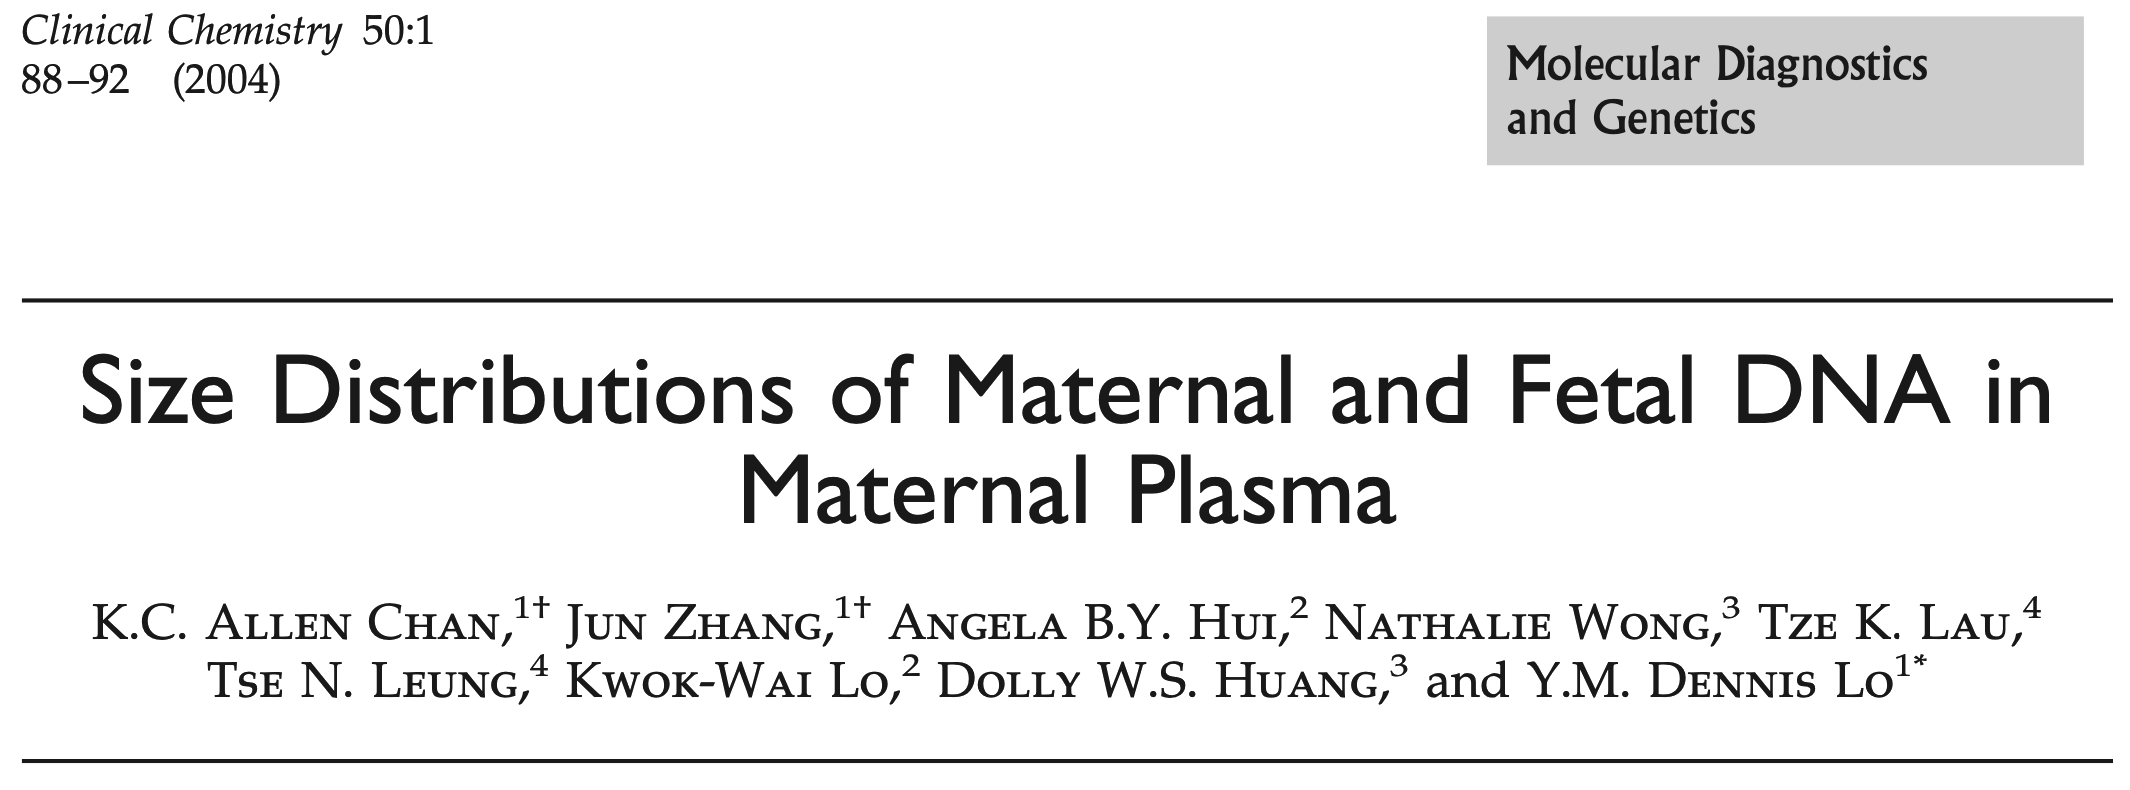 Clinical Chemistry 50:1
88–92 (2004)
Molecular Diagnostics
and Genetics
Size Distributions of Maternal and Fetal DNA in
Maternal Plasma
K.C. Allen Chan,1† Jun Zhang,1† Angela B.Y. Hui,2 Nathalie Wong,3 Tze K. Lau,4
Tse N. Leung,4 Kwok-Wai Lo,2 Dolly W.S. Huang,3 and Y.M. Dennis Lo1*